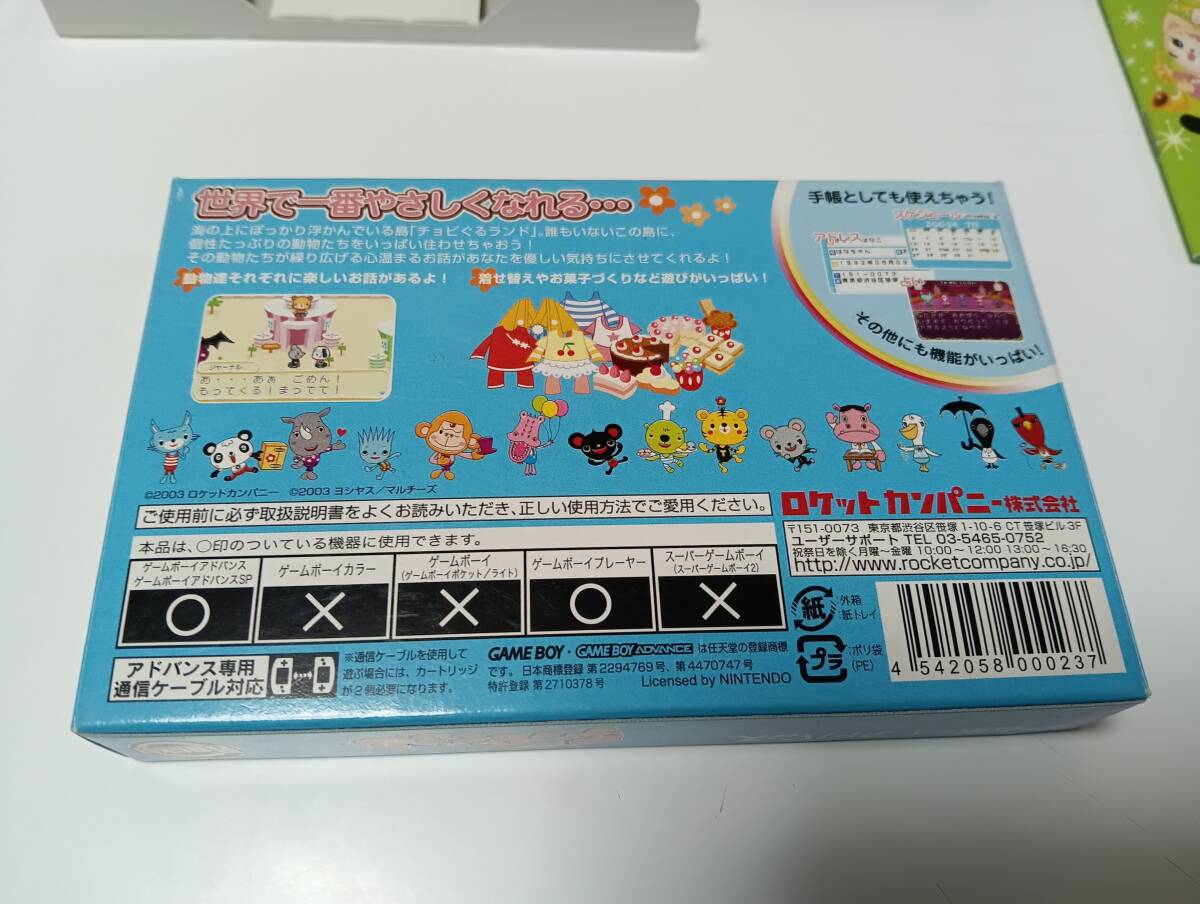 世界で一番やさしくなれる・・・
海の上にぽっかり浮かんでいる島「チョビぐるランド」。誰もいないこの島に、
個性たっぷりの動物たちをいっぱい住わせちゃおう！
その動物たちが繰り広げる心温まるお話があなたを優しい気持ちにさせてくれるよ！
動物達それぞれに楽しいお話があるよ！
着せ替えやお菓子づくりなど遊びがいっぱい！
手帳としても使えちゃう！
スケジュール
アドレス
はなこ
はなちゃん
151-0073
東京都渋谷区笹塚
占い
その他にも機能がいっぱい！
ジャーナル
あ・・・あぁ ごめん！
もってくる！まってて！
©2003 ロケットカンパニー ©2003 ヨシヤス／マルチーズ
ご使用前に必ず取扱説明書をよくお読みいただき、正しい使用方法でご愛用ください。
本品は、○印のついている機器に使用できます。
ゲームボーイアドバンス
ゲームボーイアドバンスSP
○
ゲームボーイカラー
×
ゲームボーイ
(ゲームボーイポケット／ライト)
×
ゲームボーイプレーヤー
○
スーパーゲームボーイ
(スーパーゲームボーイ2)
×
アドバンス専用
通信ケーブル対応
※通信ケーブルを使用して
遊ぶ場合には、カートリッジ
が2個必要になります。
GAME BOY・GAME BOY ADVANCE は任天堂の登録商標
です。日本商標登録 第2294769号、第4470747号
特許登録 第2710378号 Licensed by NINTENDO
ロケットカンパニー株式会社
〒151-0073 東京都渋谷区笹塚1-10-6 CT笹塚ビル3F
ユーザーサポート TEL 03-5465-0752
祝祭日を除く月曜～金曜 10:00～12:00 13:00～16:30
http://www.rocketcompany.co.jp/
紙
外箱
:紙トレイ
プラ
:ポリ袋
(PE)
4 542058 000237